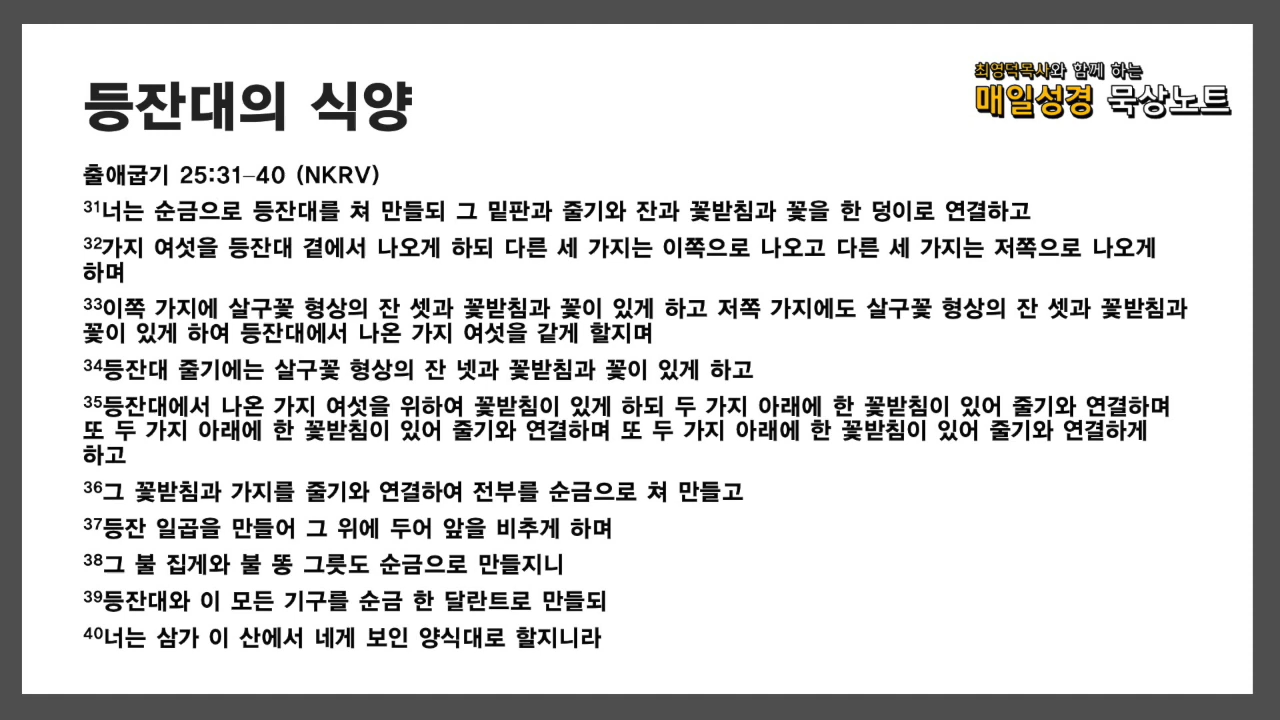 등잔대의 식양
최영덕목사와 함께 하는
매일성경 묵상노트
출애굽기 25:31–40 (NKRV)
31너는 순금으로 등잔대를 쳐 만들되 그 밑판과 줄기와 잔과 꽃받침과 꽃을 한 덩이로 연결하고
32가지 여섯을 등잔대 곁에서 나오게 하되 다른 세 가지는 이쪽으로 나오고 다른 세 가지는 저쪽으로 나오게
하며
33이쪽 가지에 살구꽃 형상의 잔 셋과 꽃받침과 꽃이 있게 하고 저쪽 가지에도 살구꽃 형상의 잔 셋과 꽃받침과
꽃이 있게 하여 등잔대에서 나온 가지 여섯을 같게 할지며
34등잔대 줄기에는 살구꽃 형상의 잔 넷과 꽃받침과 꽃이 있게 하고
35등잔대에서 나온 가지 여섯을 위하여 꽃받침이 있게 하되 두 가지 아래에 한 꽃받침이 있어 줄기와 연결하며
또 두 가지 아래에 한 꽃받침이 있어 줄기와 연결하며 또 두 가지 아래에 한 꽃받침이 있어 줄기와 연결하게
하고
36그 꽃받침과 가지를 줄기와 연결하여 전부를 순금으로 쳐 만들고
37등잔 일곱을 만들어 그 위에 두어 앞을 비추게 하며
38그 불 집게와 불 똥 그릇도 순금으로 만들지니
39등잔대와 이 모든 기구를 순금 한 달란트로 만들되
40너는 삼가 이 산에서 네게 보인 양식대로 할지니라